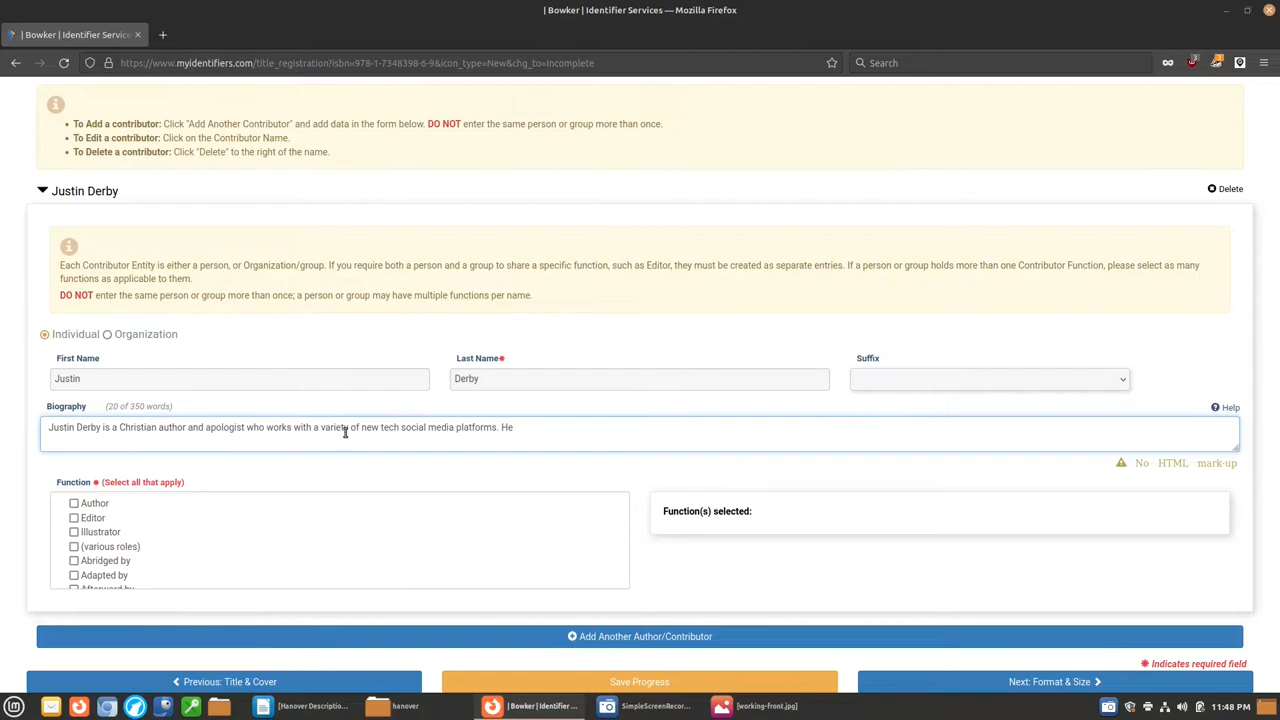 | Bowker | Identifier Services — Mozilla Firefox
| Bowker | Identifier Service
https://www.myidentifiers.com/title_registration?isbn=978-1-7348398-6-9&icon_type=New&chg_to=Incomplete
Search
To Add a contributor: Click "Add Another Contributor" and add data in the form below. DO NOT enter the same person or group more than once.
To Edit a contributor: Click on the Contributor Name.
To Delete a contributor: Click "Delete" to the right of the name.
Justin Derby
Delete
Each Contributor Entity is either a person, or Organization/group. If you require both a person and a group to share a specific function, such as Editor, they must be created as separate entries. If a person or group holds more than one Contributor Function, please select as many
functions as applicable to them.
DO NOT enter the same person or group more than once; a person or group may have multiple functions per name.
Individual Organization
First Name Last Name Suffix
Justin Derby
Biography (20 of 350 words) Help
Justin Derby is a Christian author and apologist who works with a variety of new tech social media platforms. He
No HTML mark-up
Function (Select all that apply)
Author
Editor
Illustrator
(various roles)
Abridged by
Adapted by
Afterword by
Function(s) selected:
Add Another Author/Contributor
Indicates required field
Previous: Title & Cover Save Progress Next: Format & Size
[Hanover Descriptio... hanover | Bowker | Identifier ... SimpleScreenRecor... [working-front.jpg] 11:48 PM